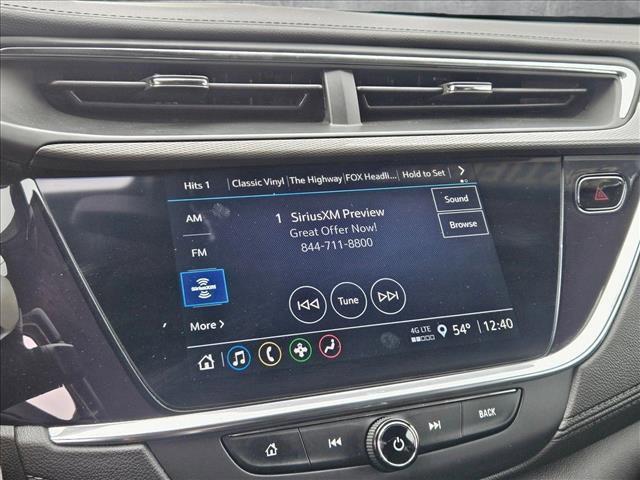 Hits 1 Classic Vinyl The Highway FOX Headli... Hold to Set
AM
1 SiriusXM Preview
Sound
Great Offer Now!
Browse
FM
844-711-8800
SiriusXM
Tune
More
4G LTE
54° 12:40
BACK